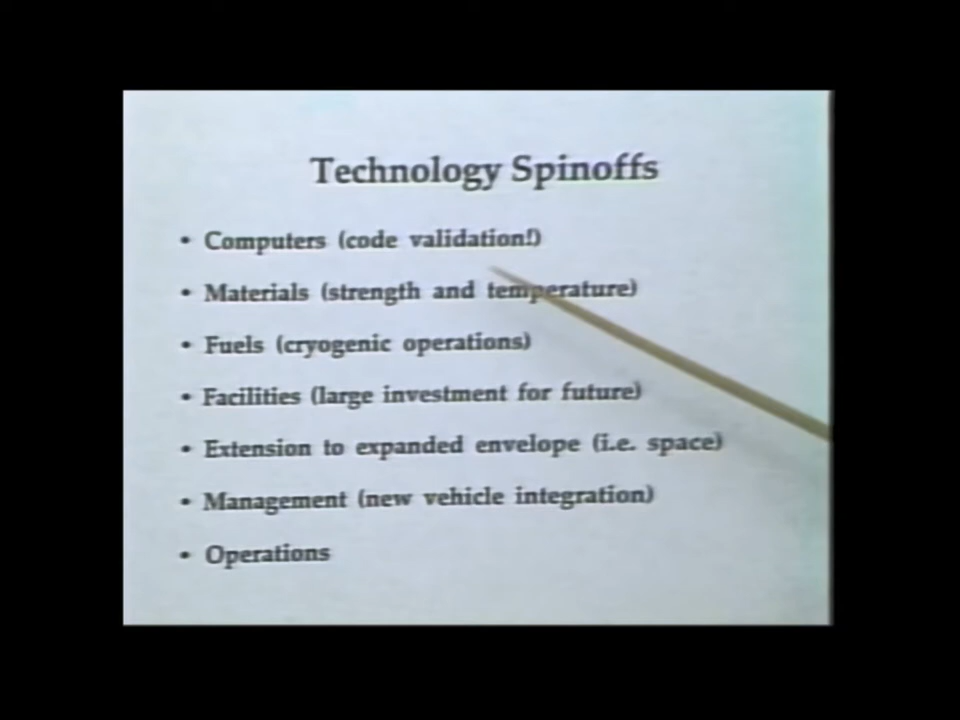 Technology Spinoffs
• Computers (code validation!)
• Materials (strength and temperature)
• Fuels (cryogenic operations)
• Facilities (large investment for future)
• Extension to expanded envelope (i.e. space)
• Management (new vehicle integration)
• Operations